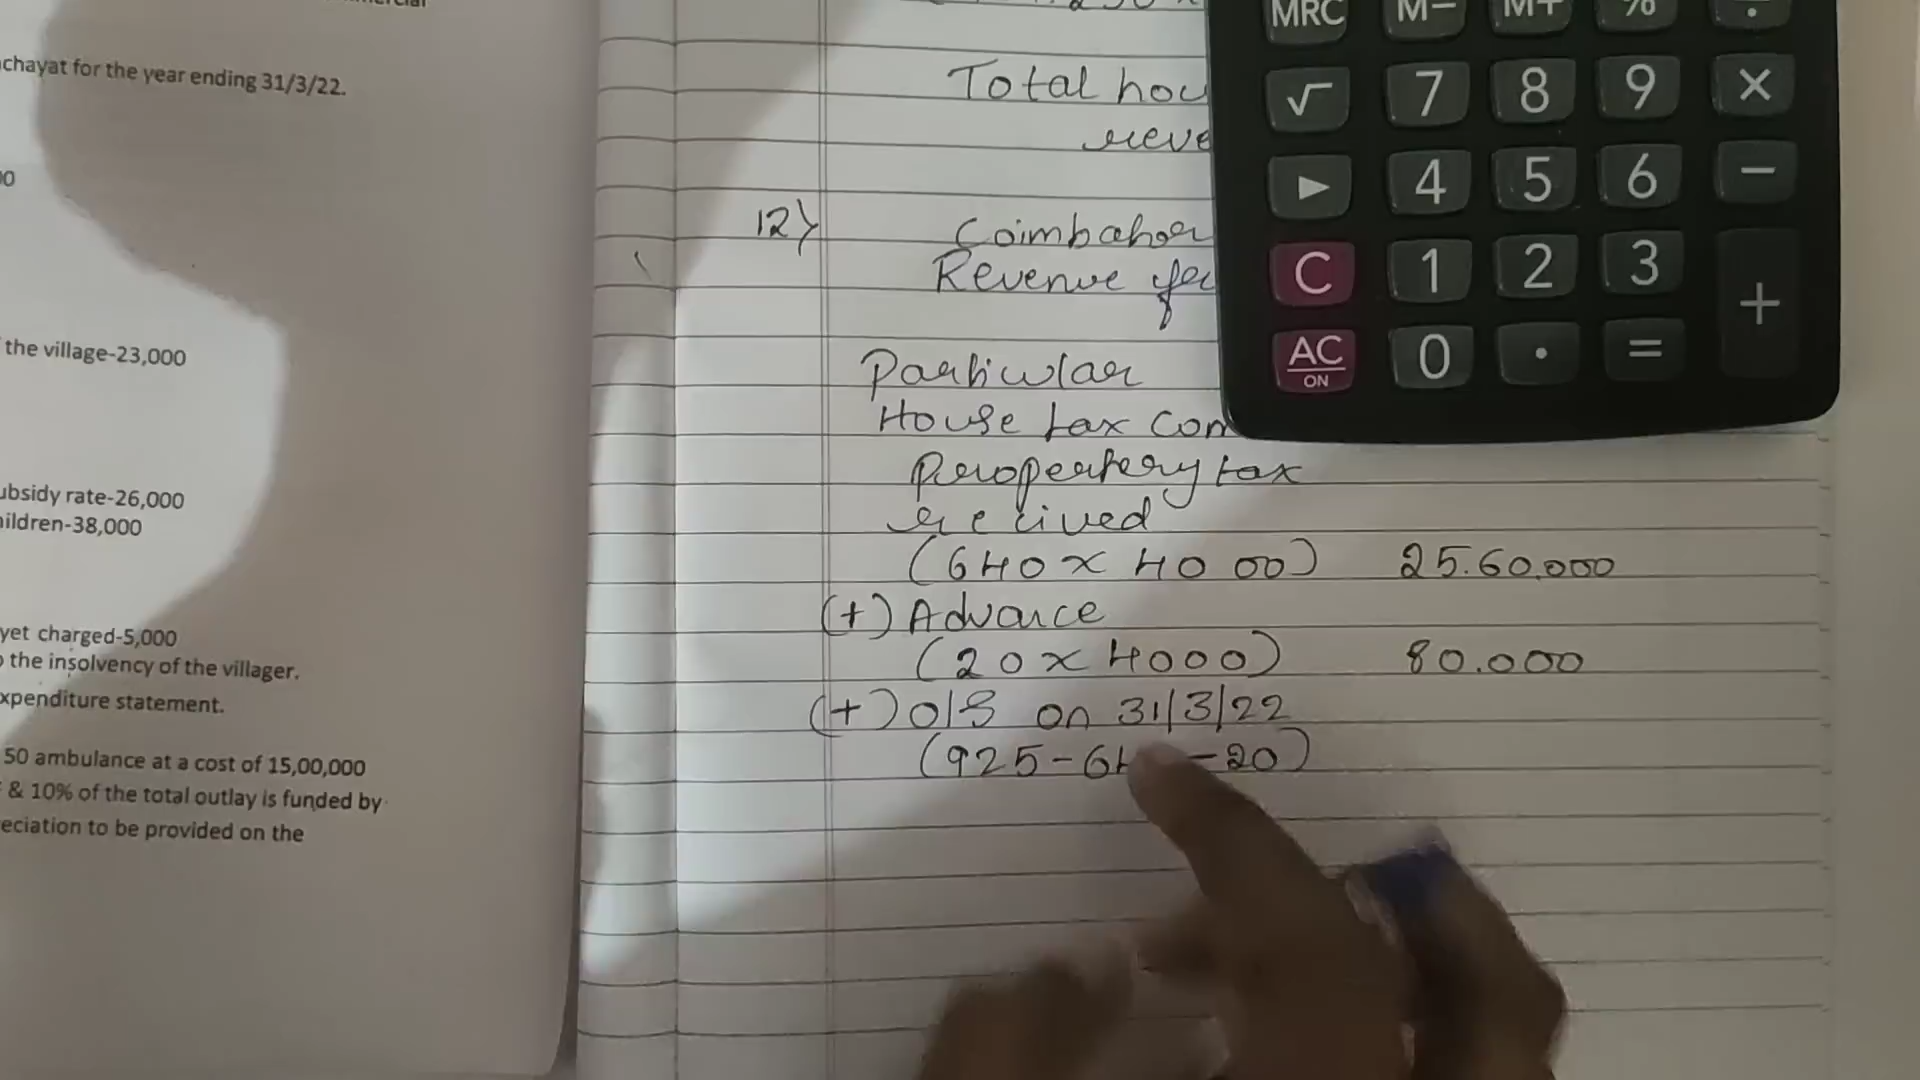 chayat for the year ending 31/3/22.
the village-23,000
ubsidy rate-26,000
ildren-38,000
yet charged-5,000
the insolvency of the villager.
xpenditure statement.
50 ambulance at a cost of 15,00,000
& 10% of the total outlay is funded by
eciation to be provided on the
Total hou
reve
12)
Coimbator
Revenue
Particular
House tax com
Propertery tax
recived
(640 x 4000) 25.60.000
(+) Advance
(20 x 4000) 80.000
(+) O/S on 31/3/22
(925-64 -20)
MRC M- M+ %
√ 7 8 9 ×
▶ 4 5 6 −
C 1 2 3 +
AC/ON 0 . =